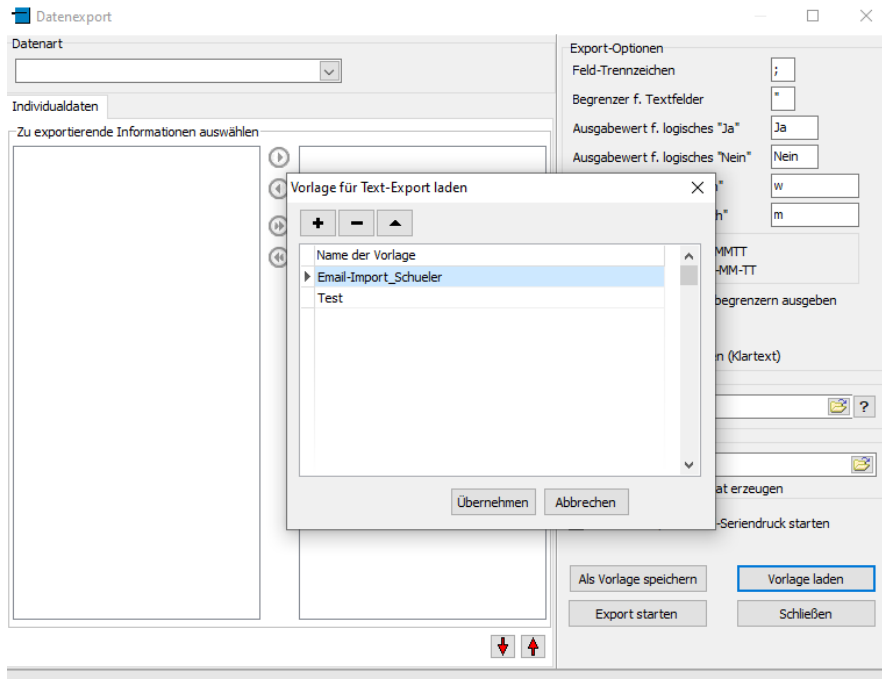 Datenexport
Datenart
Individualdaten
Zu exportierende Informationen auswählen
Export-Optionen
Feld-Trennzeichen ;
Begrenzer f. Textfelder "
Ausgabewert f. logisches "Ja" Ja
Ausgabewert f. logisches "Nein" Nein
" w
h" m
MMTT
-MM-TT
begrenzern ausgeben
n (Klartext)
?
at erzeugen
-Seriendruck starten
Als Vorlage speichern
Vorlage laden
Export starten
Schließen
Vorlage für Text-Export laden
Name der Vorlage
Email-Import_Schueler
Test
Übernehmen
Abbrechen